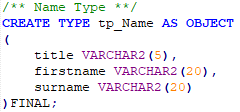 /** Name Type **/
CREATE TYPE tp_Name AS OBJECT
(
    title VARCHAR2(5),
    firstname VARCHAR2(20),
    surname VARCHAR2(20)
)FINAL;